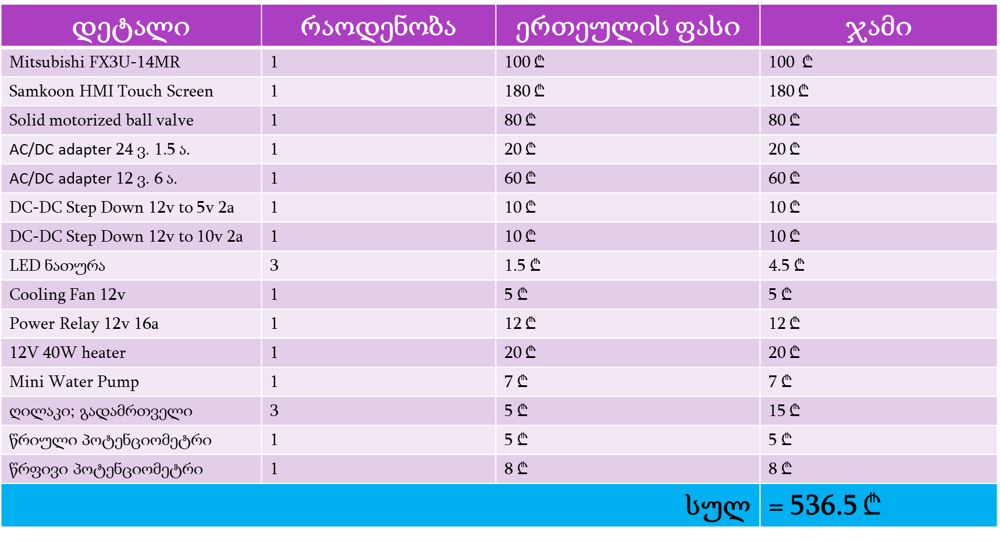 დეტალი რაოდენობა ერთეულის ფასი ჯამი
Mitsubishi FX3U-14MR 1 100 ₾ 100 ₾
Samkoon HMI Touch Screen 1 180 ₾ 180 ₾
Solid motorized ball valve 1 80 ₾ 80 ₾
AC/DC adapter 24 ვ. 1.5 ა. 1 20 ₾ 20 ₾
AC/DC adapter 12 ვ. 6 ა. 1 60 ₾ 60 ₾
DC-DC Step Down 12v to 5v 2a 1 10 ₾ 10 ₾
DC-DC Step Down 12v to 10v 2a 1 10 ₾ 10 ₾
LED ნათურა 3 1.5 ₾ 4.5 ₾
Cooling Fan 12v 1 5 ₾ 5 ₾
Power Relay 12v 16a 1 12 ₾ 12 ₾
12V 40W heater 1 20 ₾ 20 ₾
Mini Water Pump 1 7 ₾ 7 ₾
ღილაკი; გადამრთველი 3 5 ₾ 15 ₾
წრიული პოტენციომეტრი 1 5 ₾ 5 ₾
წრფივი პოტენციომეტრი 1 8 ₾ 8 ₾
სულ = 536.5 ₾